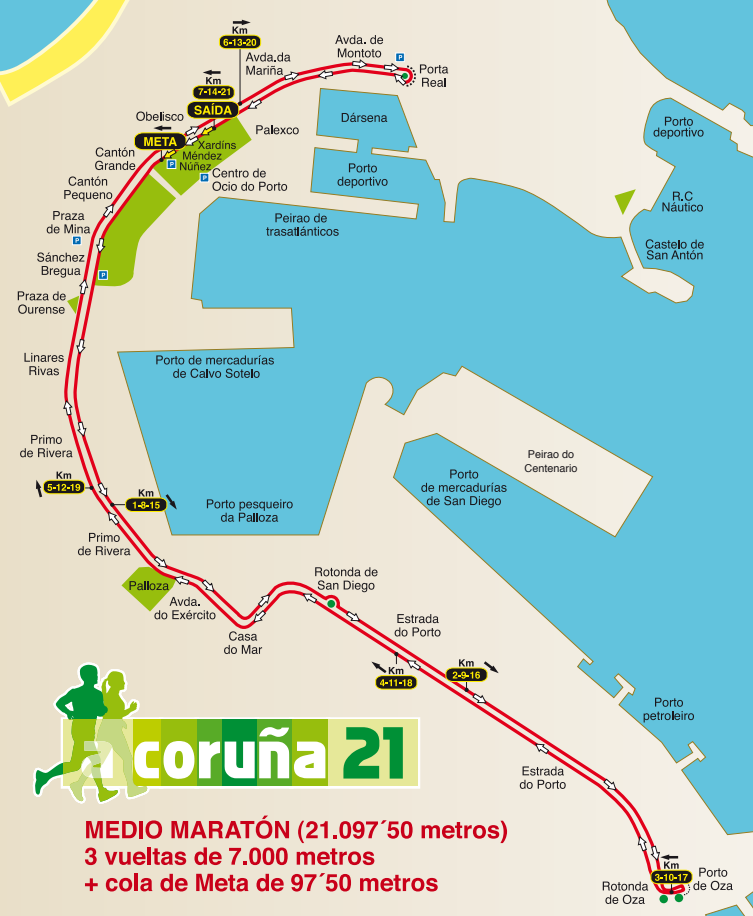 Km
6-13-20
Avda. de
Montoto
P
Avda.da
Mariña
Porta
Real
Km
7-14-21
SAÍDA
Obelisco
Palexco
META
Dársena
Porto
deportivo
Xardíns
Méndez
Núñez
P
Cantón
Grande
P
Centro de
Ocio do Porto
Porto
deportivo
Cantón
Pequeno
R.C
Náutico
Praza
de Mina
P
Peirao de
trasatlánticos
Castelo de
San Antón
Sánchez
Bregua
P
Praza de
Ourense
Linares
Rivas
Porto de mercadurías
de Calvo Sotelo
Primo
de Rivera
Peirao do
Centenario
Km
5-12-19
Km
1-8-15
Porto
de mercadurías
de San Diego
Porto pesqueiro
da Palloza
Primo
de Rivera
Palloza
Rotonda de
San Diego
Avda.
do Exército
Casa
do Mar
Estrada
do Porto
Km
4-11-18
Km
2-9-16
Porto
petroleiro
a coruña 21
Estrada
do Porto
MEDIO MARATÓN (21.097´50 metros)
3 vueltas de 7.000 metros
+ cola de Meta de 97´50 metros
Km
3-10-17
Porto
de Oza
Rotonda
de Oza